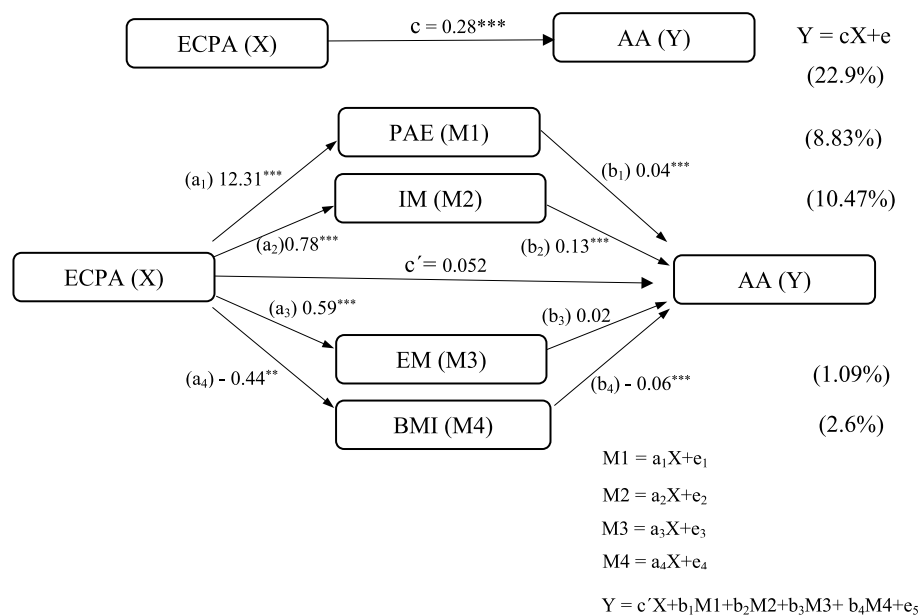 ECPA (X)
c = 0.28***
AA (Y)
Y = cX+e
(22.9%)
PAE (M1)
(8.83%)
(a₁) 12.31***
(b₁) 0.04***
IM (M2)
(10.47%)
(a₂)0.78***
(b₂) 0.13***
ECPA (X)
c´= 0.052
AA (Y)
(a₃) 0.59***
(b₃) 0.02
EM (M3)
(1.09%)
(a₄) - 0.44**
(b₄) - 0.06***
BMI (M4)
(2.6%)
M1 = a₁X+e₁
M2 = a₂X+e₂
M3 = a₃X+e₃
M4 = a₄X+e₄
Y = c´X+b₁M1+b₂M2+b₃M3+ b₄M4+e₅